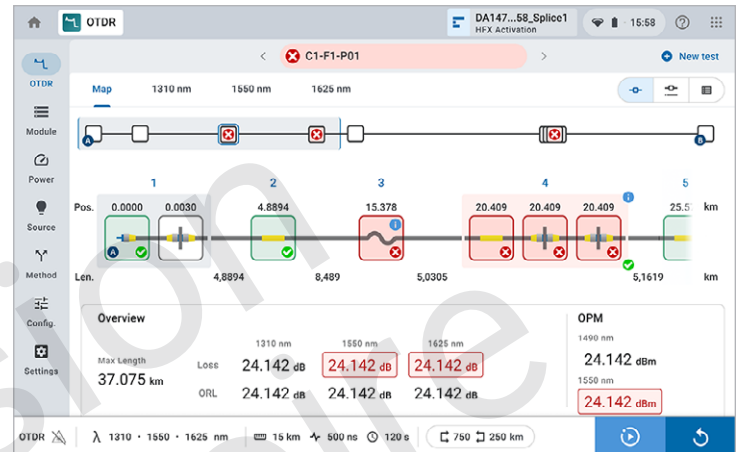 OTDR
DA147...58_Splice1
HFX Activation
15:58
C1-F1-P01
New test
OTDR
Module
Power
Source
Method
Config.
Settings
Map 1310 nm 1550 nm 1625 nm
A B
1 2 3 4 5
Pos. 0.0000 0.0030 4.8894 15.378 20.409 20.409 20.409 25.5 km
A
Len. 4,8894 8,489 5,0305 5,1619 km
Overview
1310 nm 1550 nm 1625 nm
Max Length
37.075 km
Loss 24.142 dB 24.142 dB 24.142 dB
ORL 24.142 dB 24.142 dB 24.142 dB
OPM
1490 nm
24.142 dBm
1550 nm
24.142 dBm
OTDR λ 1310 · 1550 · 1625 nm 15 km 500 ns 120 s 750 250 km